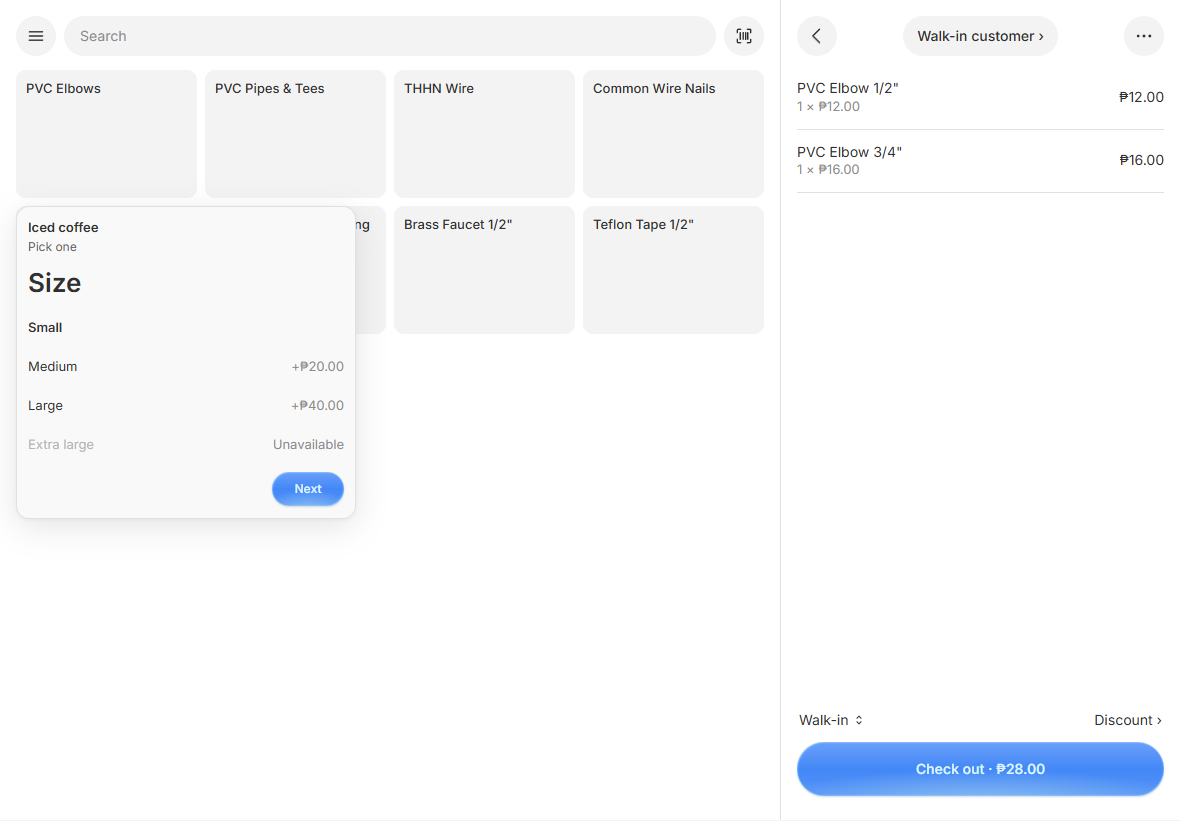 Search
PVC Elbows
PVC Pipes & Tees
THHN Wire
Common Wire Nails
ng
Brass Faucet 1/2"
Teflon Tape 1/2"
Iced coffee
Pick one
Size
Small
Medium +₱20.00
Large +₱40.00
Extra large Unavailable
Next
Walk-in customer ›
PVC Elbow 1/2" ₱12.00
1 × ₱12.00
PVC Elbow 3/4" ₱16.00
1 × ₱16.00
Walk-in Discount ›
Check out · ₱28.00